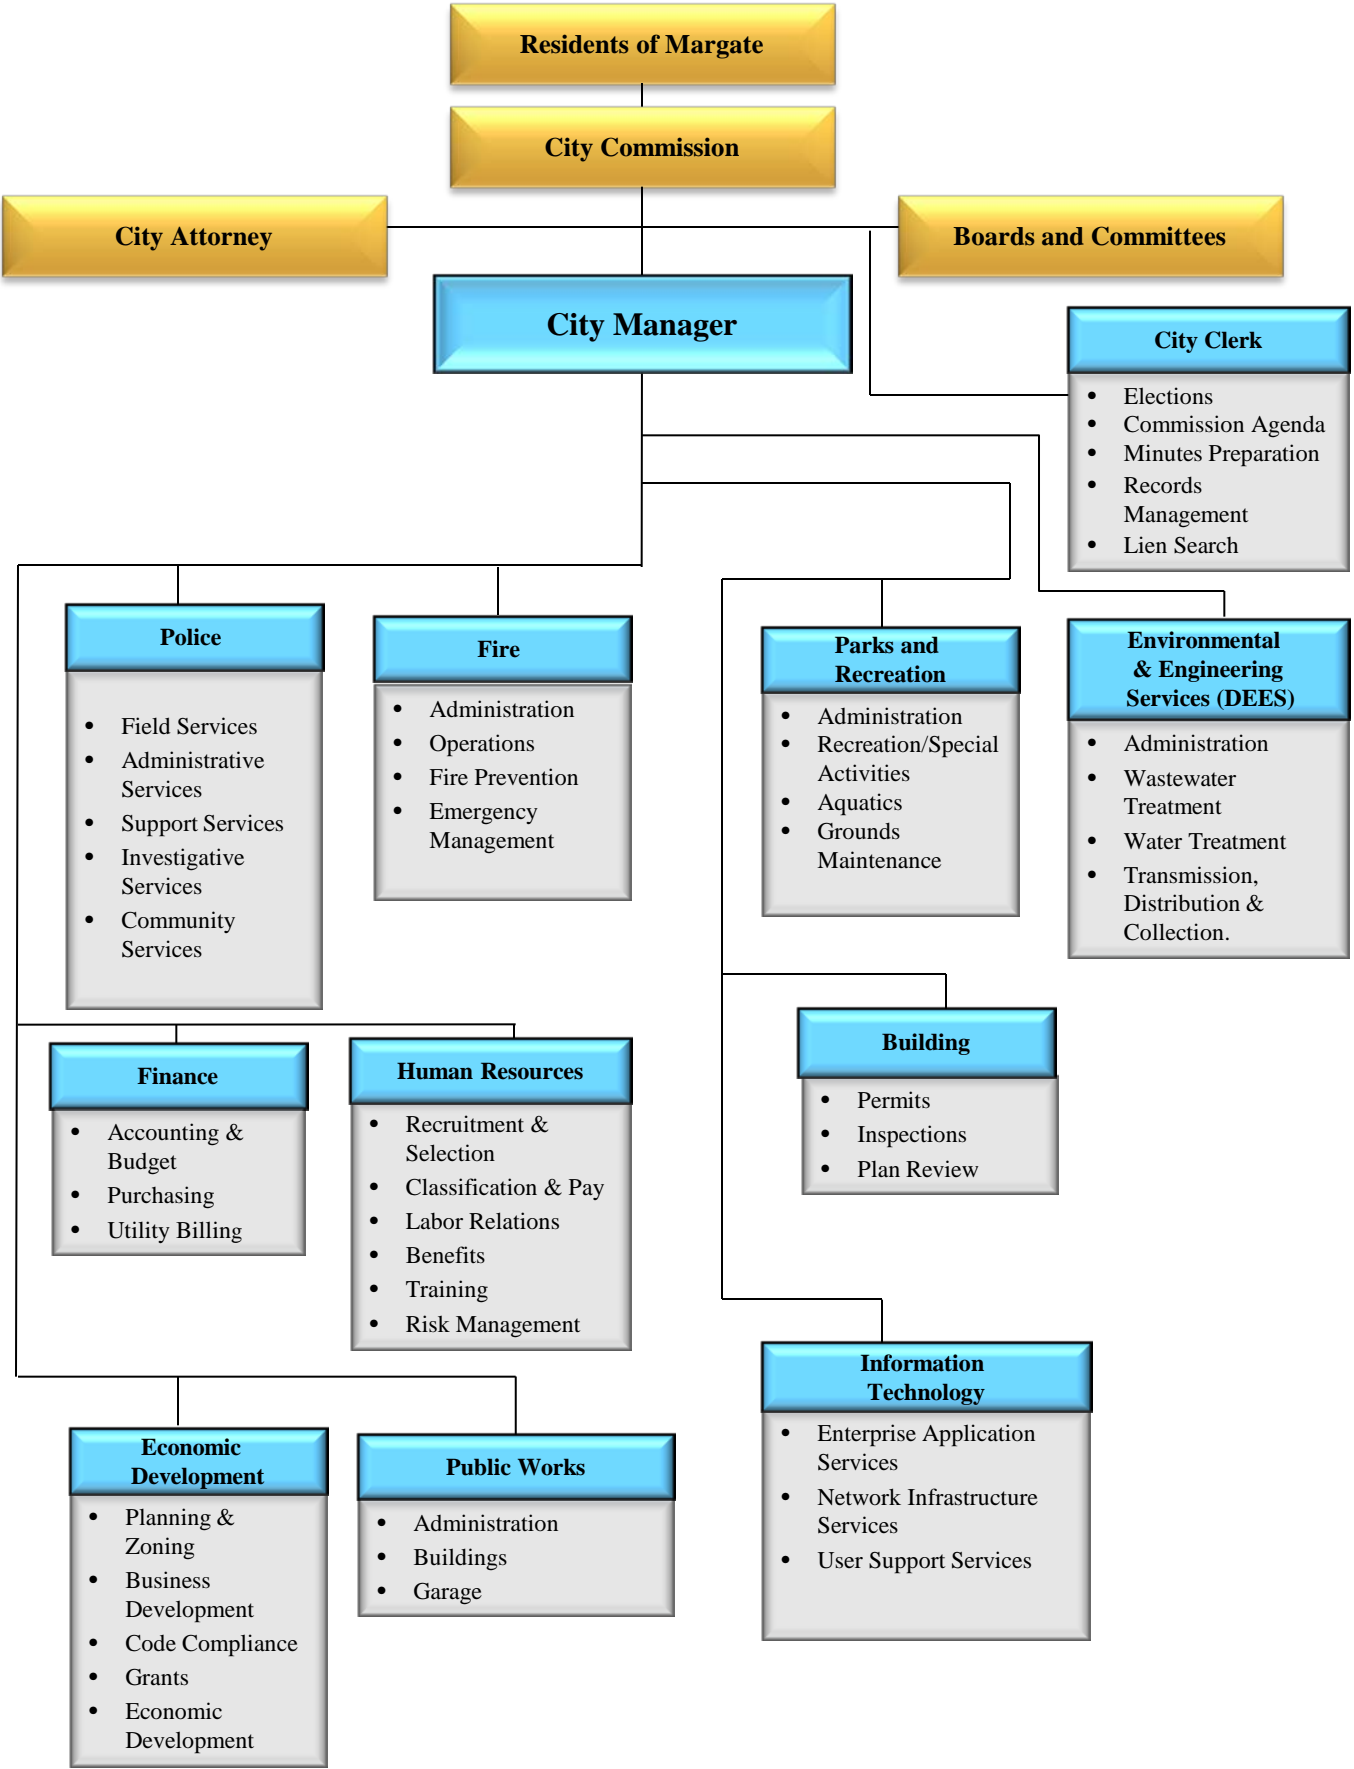 Residents of Margate
City Commission
City Attorney
Boards and Committees
City Manager
City Clerk
• Elections
• Commission Agenda
• Minutes Preparation
• Records
Management
• Lien Search
Police
• Field Services
• Administrative
Services
• Support Services
• Investigative
Services
• Community
Services
Fire
• Administration
• Operations
• Fire Prevention
• Emergency
Management
Parks and
Recreation
• Administration
• Recreation/Special
Activities
• Aquatics
• Grounds
Maintenance
Environmental
& Engineering
Services (DEES)
• Administration
• Wastewater
Treatment
• Water Treatment
• Transmission,
Distribution &
Collection.
Finance
• Accounting &
Budget
• Purchasing
• Utility Billing
Human Resources
• Recruitment &
Selection
• Classification & Pay
• Labor Relations
• Benefits
• Training
• Risk Management
Building
• Permits
• Inspections
• Plan Review
Economic
Development
• Planning &
Zoning
• Business
Development
• Code Compliance
• Grants
• Economic
Development
Public Works
• Administration
• Buildings
• Garage
Information
Technology
• Enterprise Application
Services
• Network Infrastructure
Services
• User Support Services